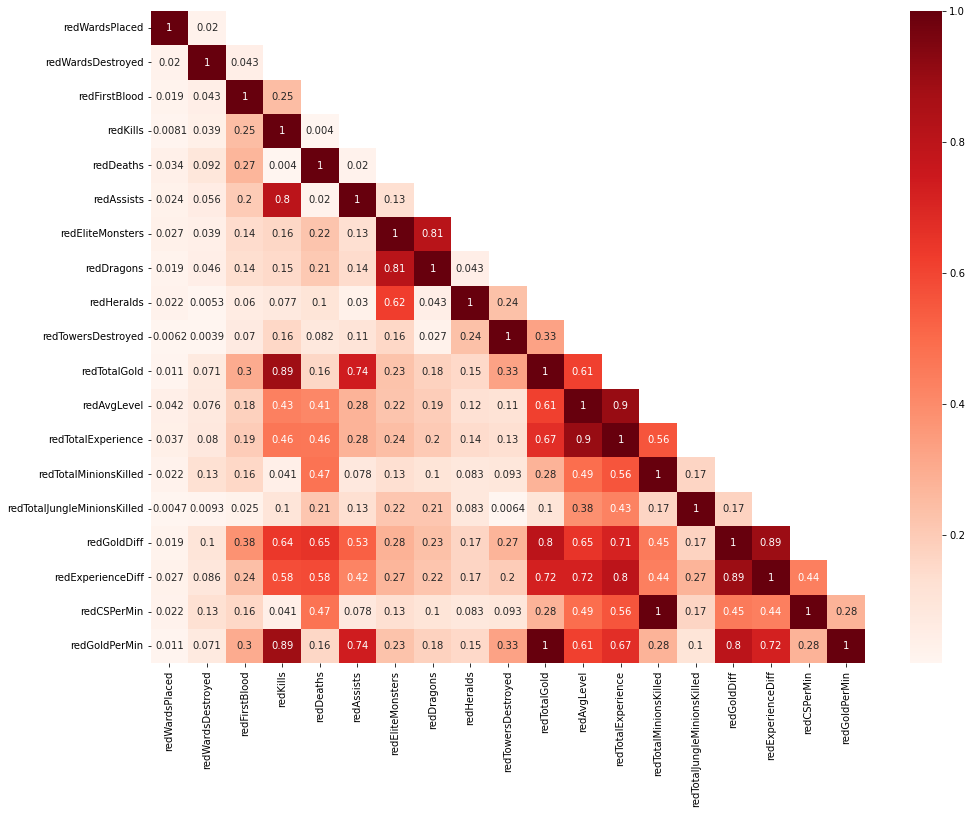 redWardsPlaced 1 0.02 1.0
redWardsDestroyed 0.02 1 0.043
redFirstBlood 0.019 0.043 1 0.25
redKills 0.0081 0.039 0.25 1 0.004
0.8
redDeaths 0.034 0.092 0.27 0.004 1 0.02
redAssists 0.024 0.056 0.2 0.8 0.02 1 0.13
redEliteMonsters 0.027 0.039 0.14 0.16 0.22 0.13 1 0.81
redDragons 0.019 0.046 0.14 0.15 0.21 0.14 0.81 1 0.043
0.6
redHeralds 0.022 0.0053 0.06 0.077 0.1 0.03 0.62 0.043 1 0.24
redTowersDestroyed 0.0062 0.0039 0.07 0.16 0.082 0.11 0.16 0.027 0.24 1 0.33
redTotalGold 0.011 0.071 0.3 0.89 0.16 0.74 0.23 0.18 0.15 0.33 1 0.61
redAvgLevel 0.042 0.076 0.18 0.43 0.41 0.28 0.22 0.19 0.12 0.11 0.61 1 0.9
0.4
redTotalExperience 0.037 0.08 0.19 0.46 0.46 0.28 0.24 0.2 0.14 0.13 0.67 0.9 1 0.56
redTotalMinionsKilled 0.022 0.13 0.16 0.041 0.47 0.078 0.13 0.1 0.083 0.093 0.28 0.49 0.56 1 0.17
redTotalJungleMinionsKilled 0.0047 0.0093 0.025 0.1 0.21 0.13 0.22 0.21 0.083 0.0064 0.1 0.38 0.43 0.17 1 0.17
redGoldDiff 0.019 0.1 0.38 0.64 0.65 0.53 0.28 0.23 0.17 0.27 0.8 0.65 0.71 0.45 0.17 1 0.89
0.2
redExperienceDiff 0.027 0.086 0.24 0.58 0.58 0.42 0.27 0.22 0.17 0.2 0.72 0.72 0.8 0.44 0.27 0.89 1 0.44
redCSPerMin 0.022 0.13 0.16 0.041 0.47 0.078 0.13 0.1 0.083 0.093 0.28 0.49 0.56 1 0.17 0.45 0.44 1 0.28
redGoldPerMin 0.011 0.071 0.3 0.89 0.16 0.74 0.23 0.18 0.15 0.33 1 0.61 0.67 0.28 0.1 0.8 0.72 0.28 1
redWardsPlaced
redWardsDestroyed
redFirstBlood
redKills
redDeaths
redAssists
redEliteMonsters
redDragons
redHeralds
redTowersDestroyed
redTotalGold
redAvgLevel
redTotalExperience
redTotalMinionsKilled
redTotalJungleMinionsKilled
redGoldDiff
redExperienceDiff
redCSPerMin
redGoldPerMin